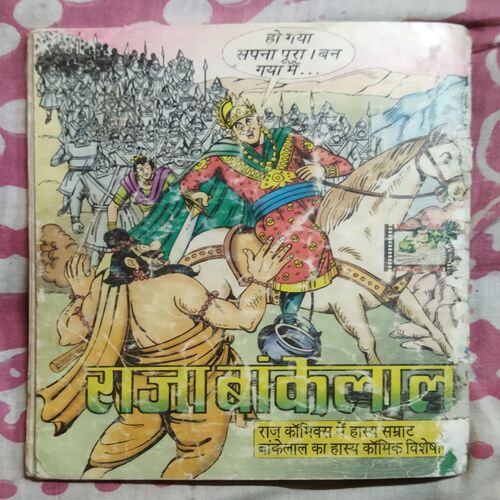 हो गया
सपना पूरा। बन
गया मैं...
राजा बांकेलाल
राज कॉमिक्स में हास्य सम्राट
बांकेलाल का हास्य कॉमिक विशेषांक